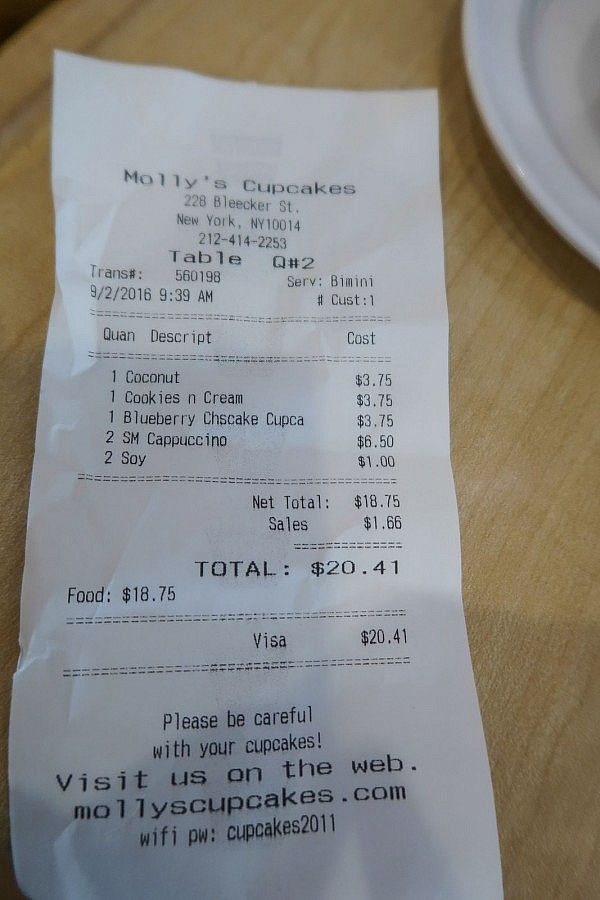 Molly's Cupcakes
228 Bleecker St.
New York, NY10014
212-414-2253
Table Q#2
Trans#: 560198 Serv: Bimini
9/2/2016 9:39 AM # Cust:1
Quan Descript Cost
1 Coconut $3.75
1 Cookies n Cream $3.75
1 Blueberry Chscake Cupca $3.75
2 SM Cappuccino $6.50
2 Soy $1.00
Net Total: $18.75
Sales $1.66
TOTAL: $20.41
Food: $18.75
Visa $20.41
Please be careful
with your cupcakes!
Visit us on the web.
mollyscupcakes.com
wifi pw: cupcakes2011